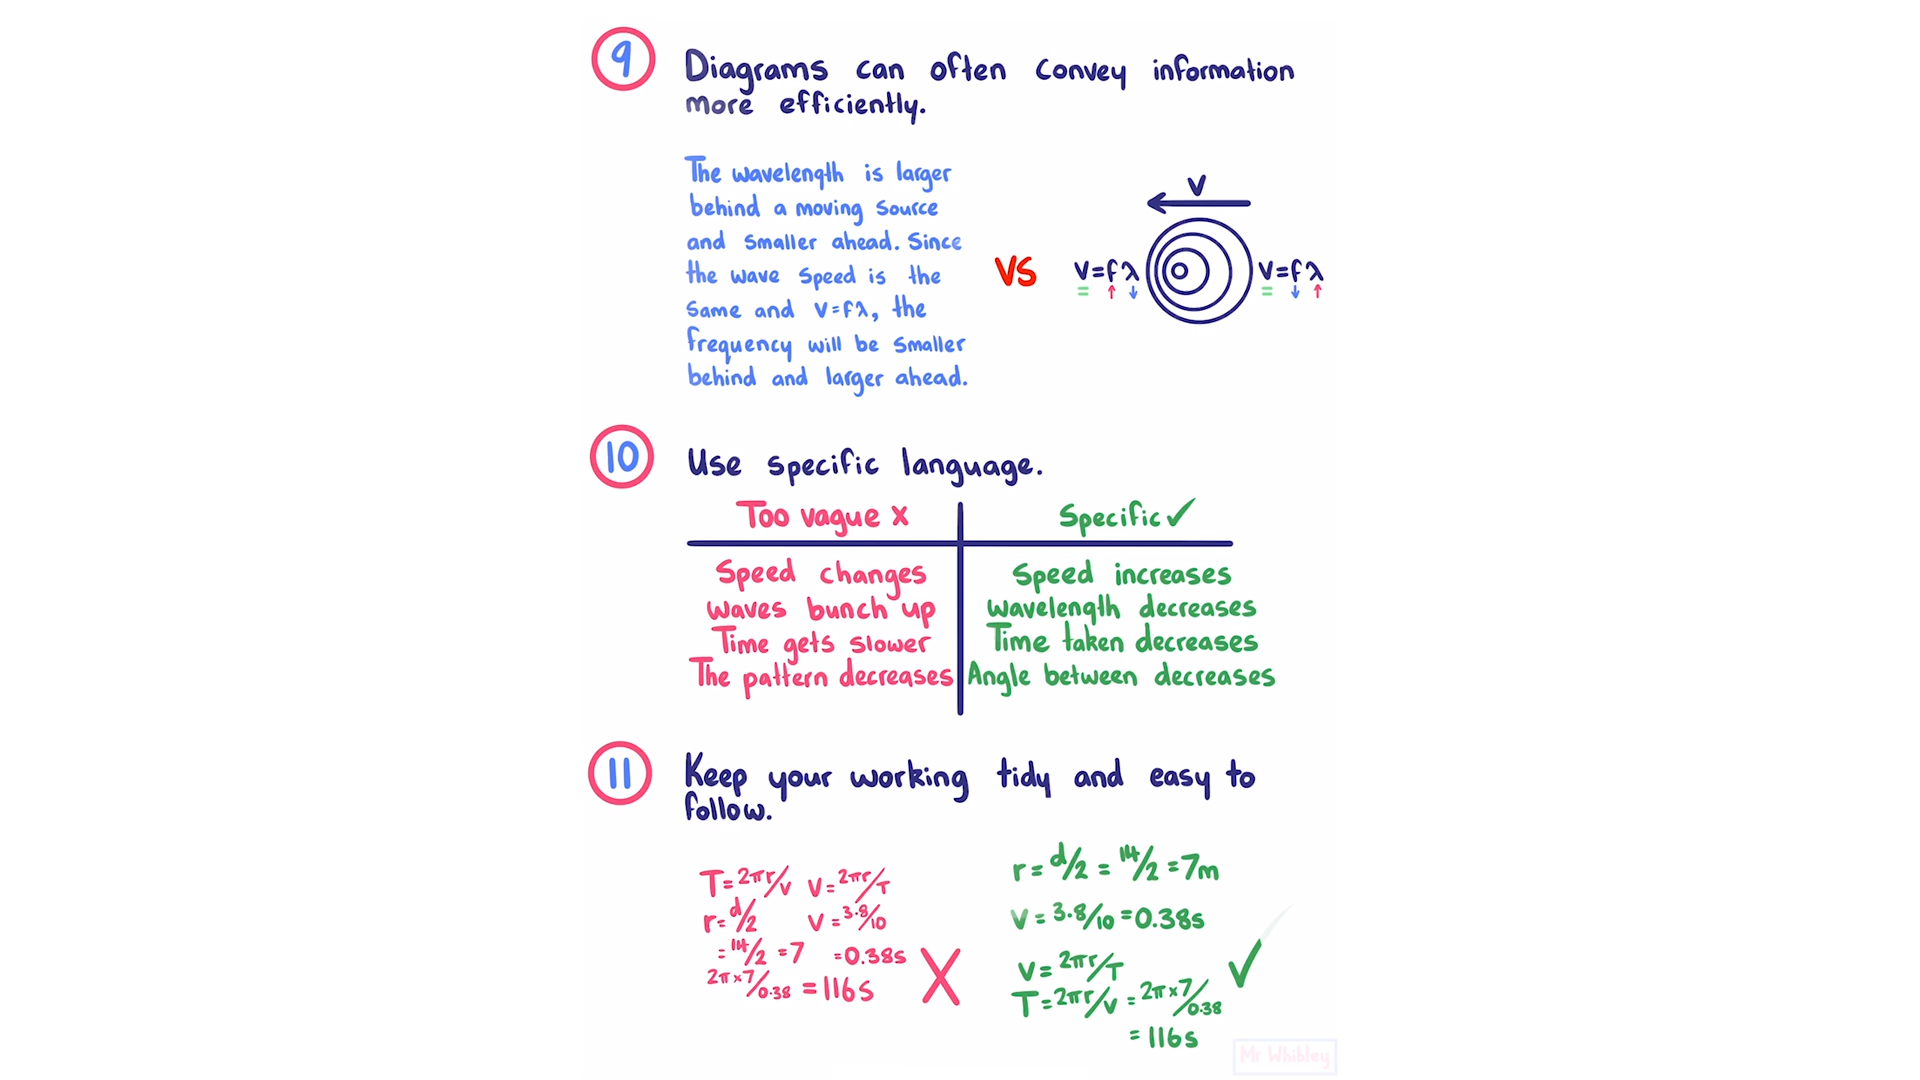 9
Diagrams can often convey information
more efficiently.
The wavelength is larger
behind a moving source
and smaller ahead. Since
the wave speed is the
same and v=fλ, the
frequency will be smaller
behind and larger ahead.
VS
V
V=fλ
= ↑ ↓
V=fλ
= ↓ ↑
10
Use specific language.
Too vague x
Speed changes
waves bunch up
Time gets slower
The pattern decreases
Specific ✓
Speed increases
wavelength decreases
Time taken decreases
Angle between decreases
11
Keep your working tidy and easy to
follow.
T=2πr/v V=2πr/T
r=d/2 V=3.8/10
=14/2 =7 =0.38s
2π×7/0.38 =116s
r=d/2 = 14/2 =7m
V=3.8/10 =0.38s
V=2πr/T
T=2πr/v = 2π×7/0.38
=116s
Mr Whibley